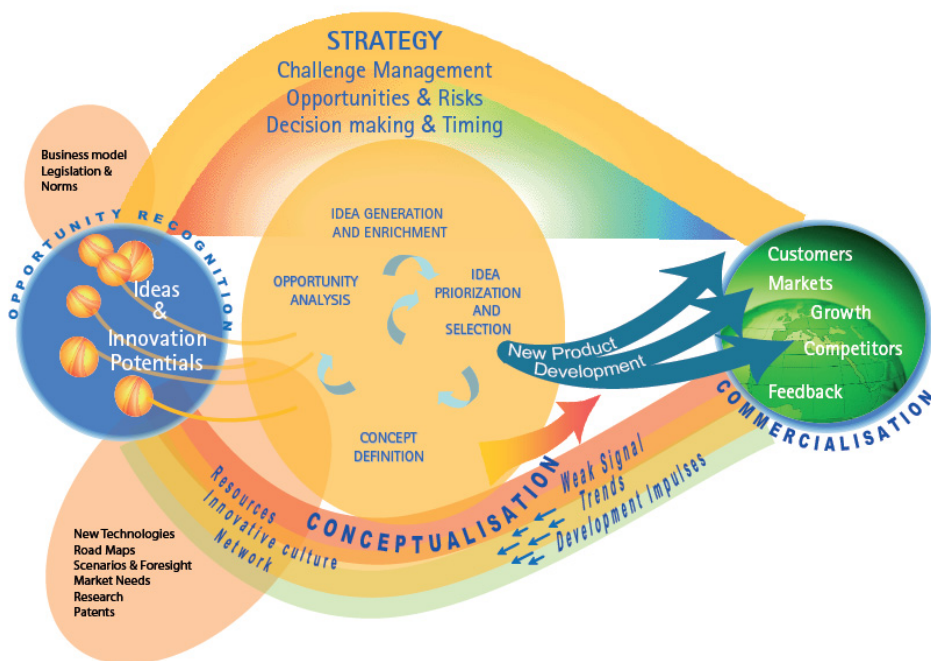 STRATEGY
Challenge Management
Opportunities & Risks
Decision making & Timing
Business model
Legislation &
Norms
OPPORTUNITY RECOGNITION
Ideas
&
Innovation
Potentials
IDEA GENERATION
AND ENRICHMENT
OPPORTUNITY
ANALYSIS
IDEA
PRIORIZATION
AND
SELECTION
CONCEPT
DEFINITION
New Product
Development
Customers
Markets
Growth
Competitors
Feedback
COMMERCIALISATION
Resources
Innovative culture
Network
CONCEPTUALISATION
Weak Signal
Trends
Development Impulses
New Technologies
Road Maps
Scenarios & Foresight
Market Needs
Research
Patents